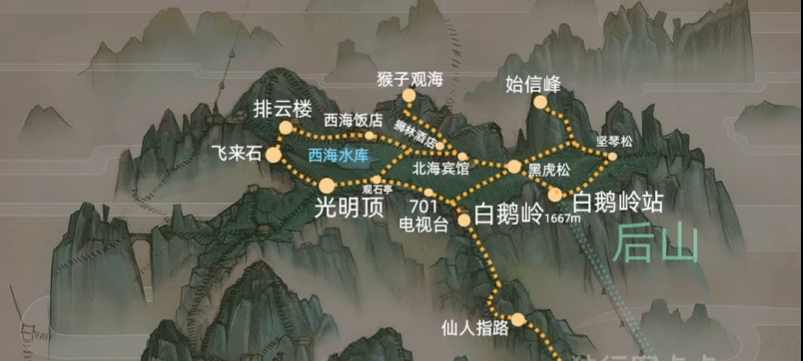 猴子观海
始信峰
排云楼
西海饭店
狮林酒店
坚琴松
飞来石
西海水库
北海宾馆
黑虎松
观石亭
光明顶
701
电视台
白鹅岭
1667m
白鹅岭站
后山
仙人指路